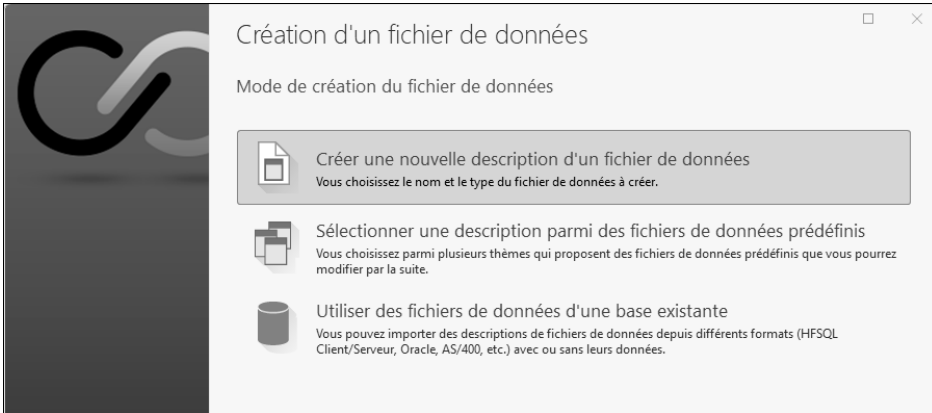 Création d'un fichier de données
Mode de création du fichier de données
Créer une nouvelle description d'un fichier de données
Vous choisissez le nom et le type du fichier de données à créer.
Sélectionner une description parmi des fichiers de données prédéfinis
Vous choisissez parmi plusieurs thèmes qui proposent des fichiers de données prédéfinis que vous pourrez
modifier par la suite.
Utiliser des fichiers de données d'une base existante
Vous pouvez importer des descriptions de fichiers de données depuis différents formats (HFSQL
Client/Serveur, Oracle, AS/400, etc.) avec ou sans leurs données.